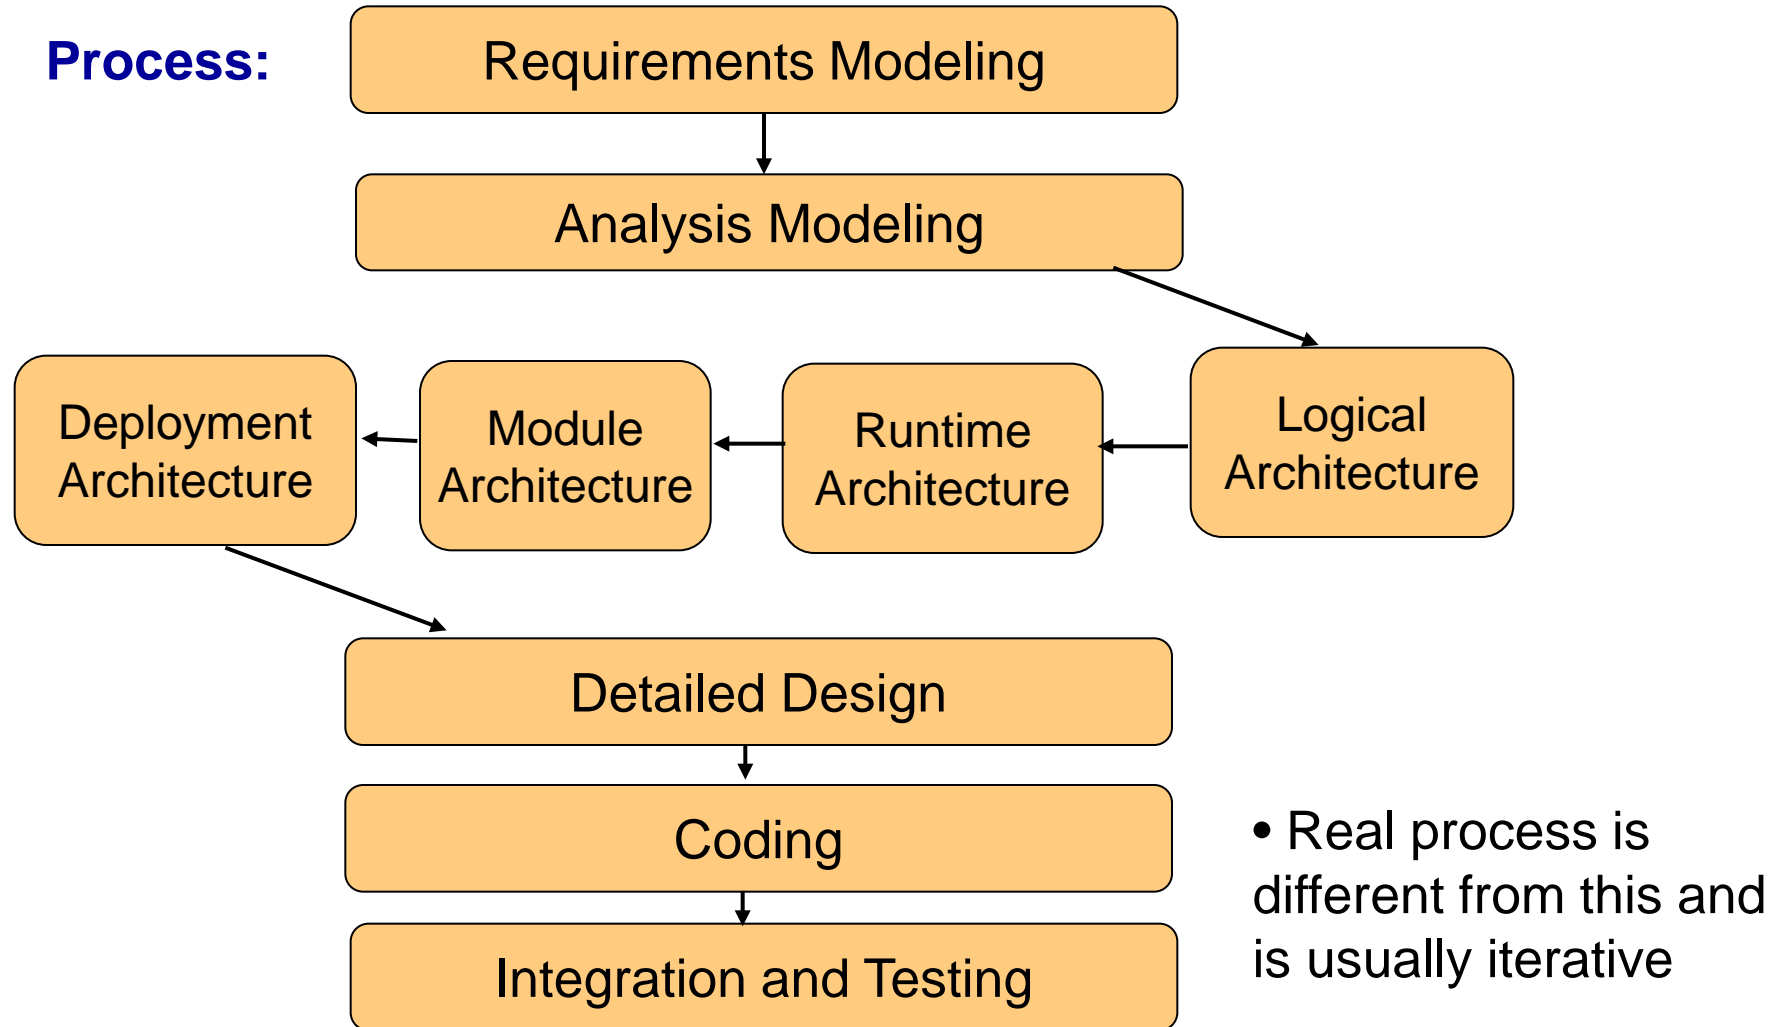 Process:
Requirements Modeling
Analysis Modeling
Deployment
Architecture
Module
Architecture
Runtime
Architecture
Logical
Architecture
Detailed Design
Coding
Integration and Testing
• Real process is
different from this and
is usually iterative